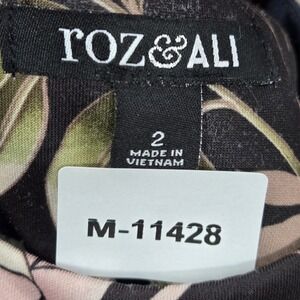 roz&ALI
2
MADE IN
VIETNAM
M-11428